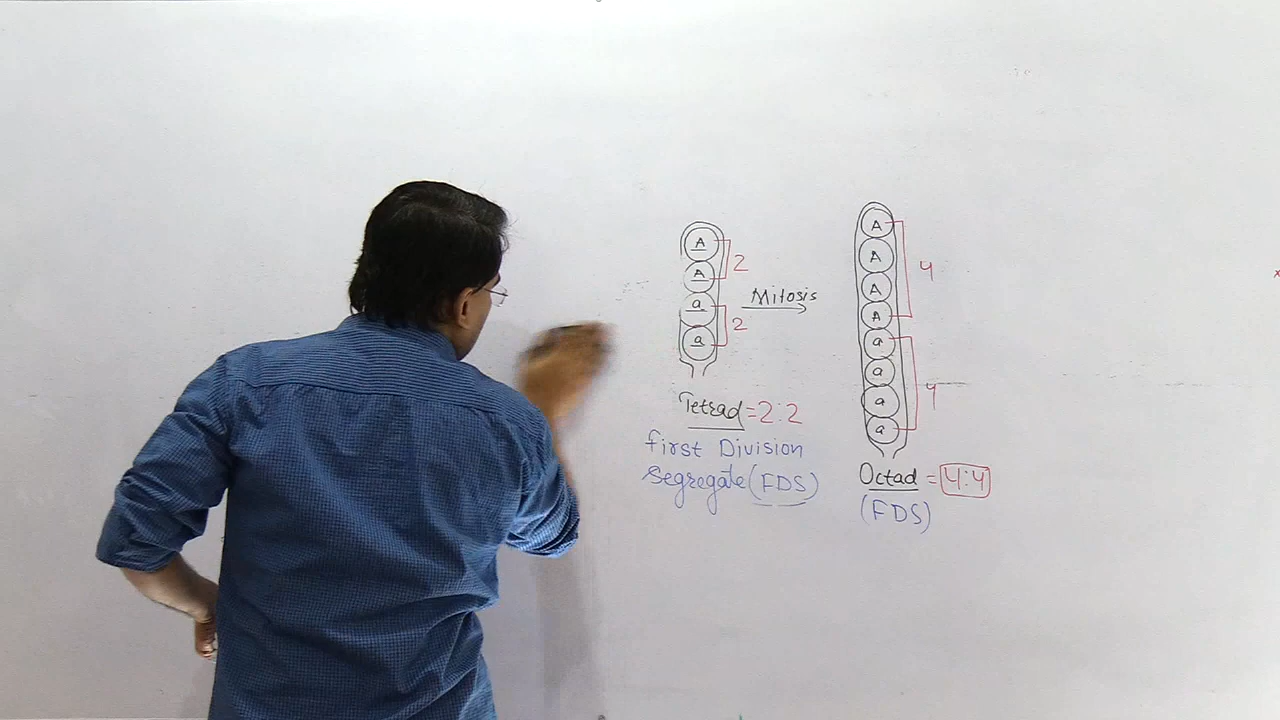 A
A
a
a
2
2
Mitosis
A
A
A
A
a
a
a
a
4
4
Tetrad=2:2
first Division
Segregate (FDS)
Octad = 4:4
(FDS)
x